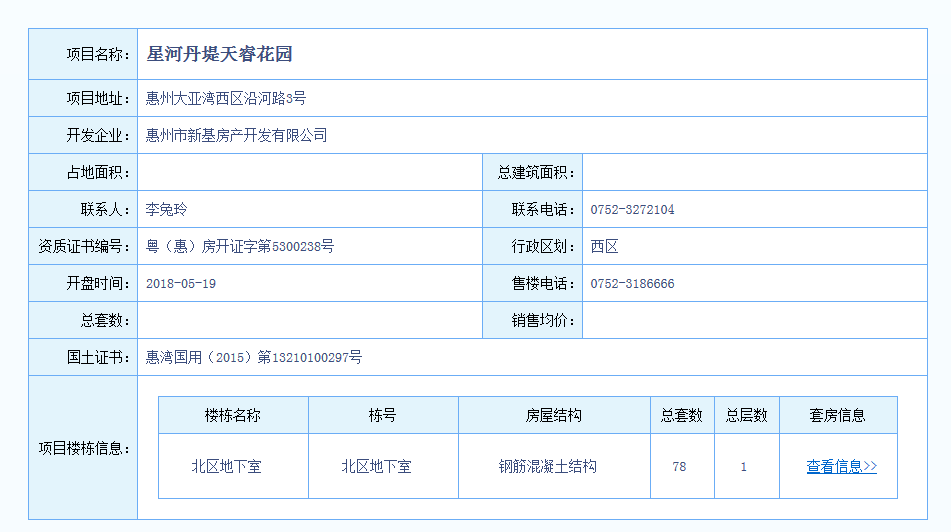 项目名称： 星河丹堤天睿花园
项目地址： 惠州大亚湾西区沿河路3号
开发企业： 惠州市新基房产开发有限公司
占地面积： 总建筑面积：
联系人： 李兔玲 联系电话： 0752-3272104
资质证书编号： 粤（惠）房开证字第5300238号 行政区划： 西区
开盘时间： 2018-05-19 售楼电话： 0752-3186666
总套数： 销售均价：
国土证书： 惠湾国用（2015）第13210100297号
项目楼栋信息：
楼栋名称 栋号 房屋结构 总套数 总层数 套房信息
北区地下室 北区地下室 钢筋混凝土结构 78 1 查看信息>>